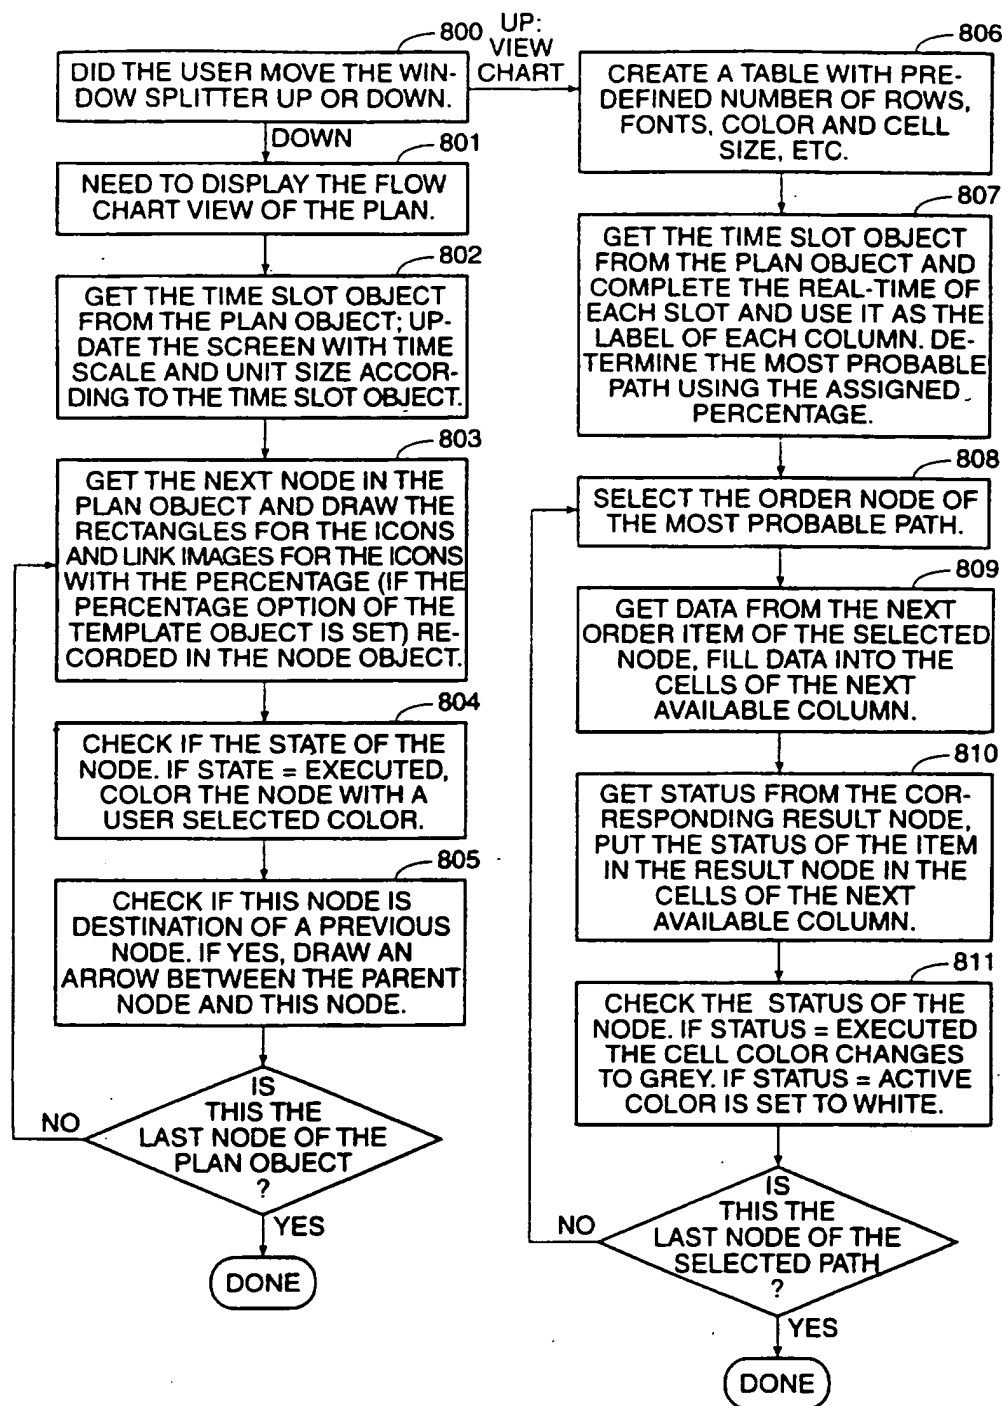 800
DID THE USER MOVE THE WIN-
DOW SPLITTER UP OR DOWN.
UP:
VIEW
CHART
DOWN
801
NEED TO DISPLAY THE FLOW
CHART VIEW OF THE PLAN.
802
GET THE TIME SLOT OBJECT
FROM THE PLAN OBJECT; UP-
DATE THE SCREEN WITH TIME
SCALE AND UNIT SIZE ACCOR-
DING TO THE TIME SLOT OBJECT.
803
GET THE NEXT NODE IN THE
PLAN OBJECT AND DRAW THE
RECTANGLES FOR THE ICONS
AND LINK IMAGES FOR THE ICONS
WITH THE PERCENTAGE (IF THE
PERCENTAGE OPTION OF THE
TEMPLATE OBJECT IS SET) RE-
CORDED IN THE NODE OBJECT.
804
CHECK IF THE STATE OF THE
NODE. IF STATE = EXECUTED,
COLOR THE NODE WITH A
USER SELECTED COLOR.
805
CHECK IF THIS NODE IS
DESTINATION OF A PREVIOUS
NODE. IF YES, DRAW AN
ARROW BETWEEN THE PARENT
NODE AND THIS NODE.
IS
THIS THE
LAST NODE OF THE
PLAN OBJECT
?
NO
YES
DONE
806
CREATE A TABLE WITH PRE-
DEFINED NUMBER OF ROWS,
FONTS, COLOR AND CELL
SIZE, ETC.
807
GET THE TIME SLOT OBJECT
FROM THE PLAN OBJECT AND
COMPLETE THE REAL-TIME OF
EACH SLOT AND USE IT AS THE
LABEL OF EACH COLUMN. DE-
TERMINE THE MOST PROBABLE
PATH USING THE ASSIGNED
PERCENTAGE.
808
SELECT THE ORDER NODE OF
THE MOST PROBABLE PATH.
809
GET DATA FROM THE NEXT
ORDER ITEM OF THE SELECTED
NODE, FILL DATA INTO THE
CELLS OF THE NEXT
AVAILABLE COLUMN.
810
GET STATUS FROM THE COR-
RESPONDING RESULT NODE,
PUT THE STATUS OF THE ITEM
IN THE RESULT NODE IN THE
CELLS OF THE NEXT
AVAILABLE COLUMN.
811
CHECK THE STATUS OF THE
NODE. IF STATUS = EXECUTED
THE CELL COLOR CHANGES
TO GREY. IF STATUS = ACTIVE
COLOR IS SET TO WHITE.
IS
THIS THE
LAST NODE OF THE
SELECTED PATH
?
NO
YES
DONE